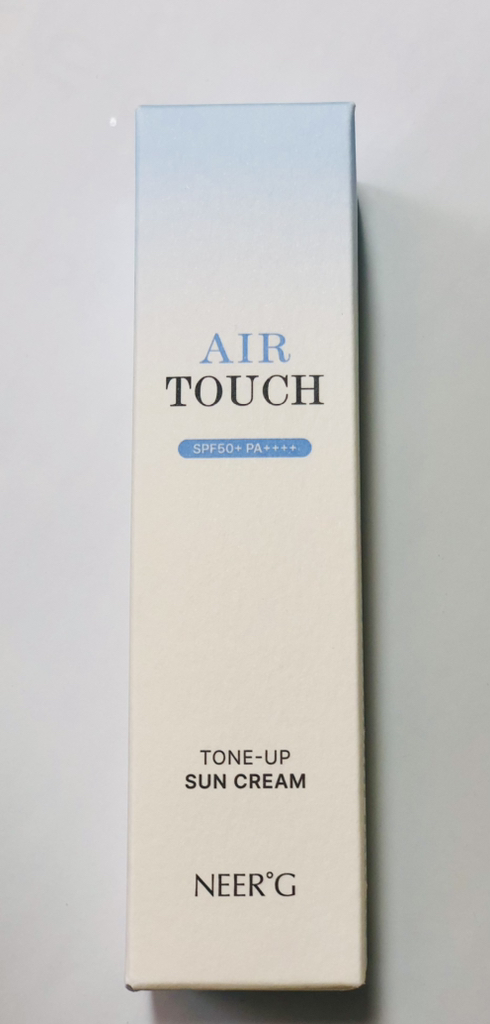 AIR
TOUCH
SPF50+ PA++++
TONE-UP
SUN CREAM
NEER°G